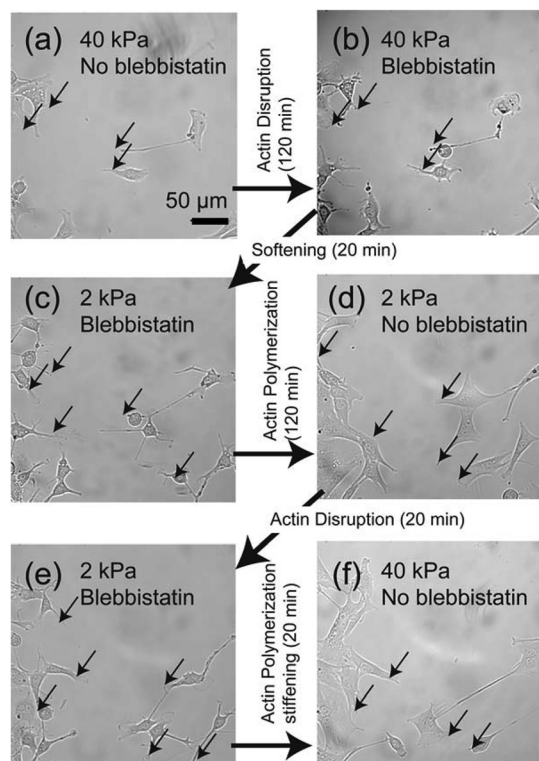 (a) 40 kPa
No blebbistatin
50 µm
Actin Disruption
(120 min)
(b) 40 kPa
Blebbistatin
Softening (20 min)
(c) 2 kPa
Blebbistatin
Actin Polymerization
(120 min)
(d) 2 kPa
No blebbistatin
Actin Disruption (20 min)
(e) 2 kPa
Blebbistatin
Actin Polymerization
stiffening (20 min)
(f) 40 kPa
No blebbistatin